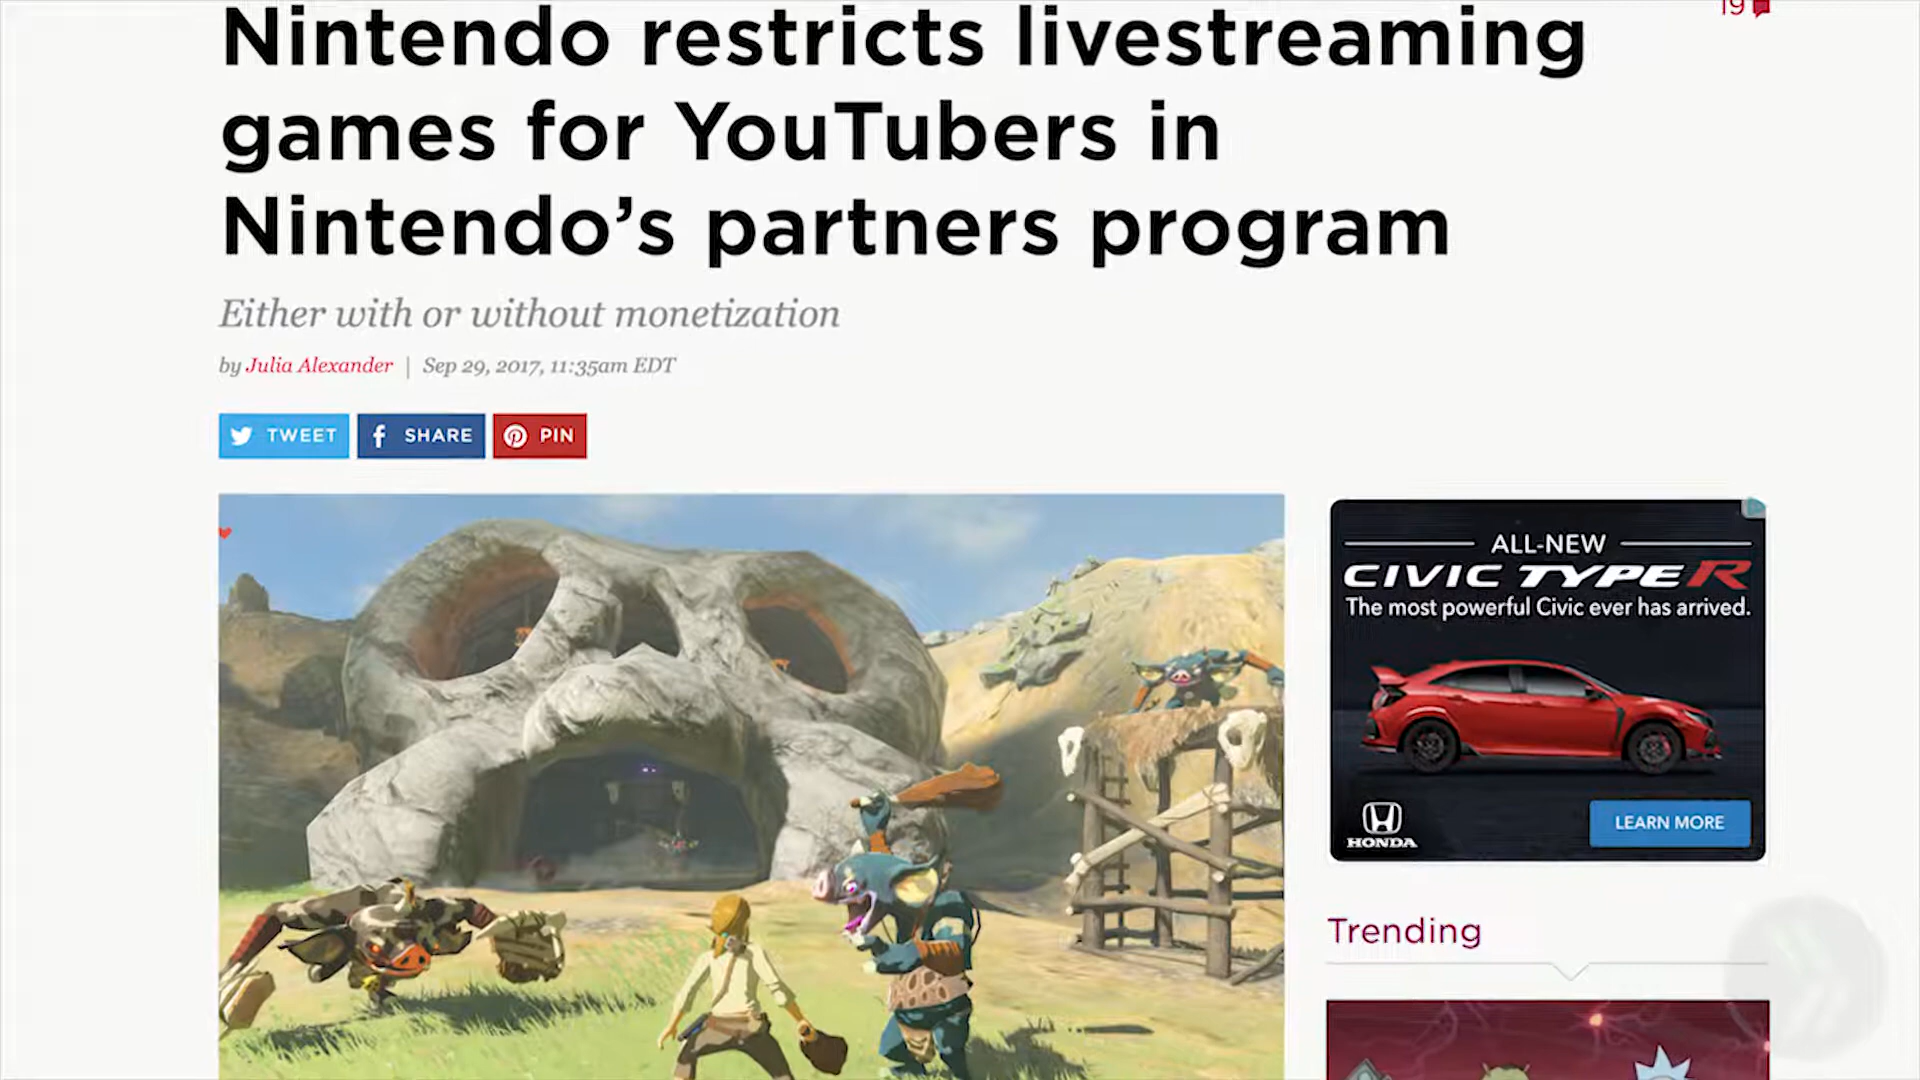 19
Nintendo restricts livestreaming
games for YouTubers in
Nintendo’s partners program
Either with or without monetization
by Julia Alexander | Sep 29, 2017, 11:35am EDT
TWEET
SHARE
PIN
ALL-NEW
CIVIC TYPE R
The most powerful Civic ever has arrived.
HONDA
LEARN MORE
Trending